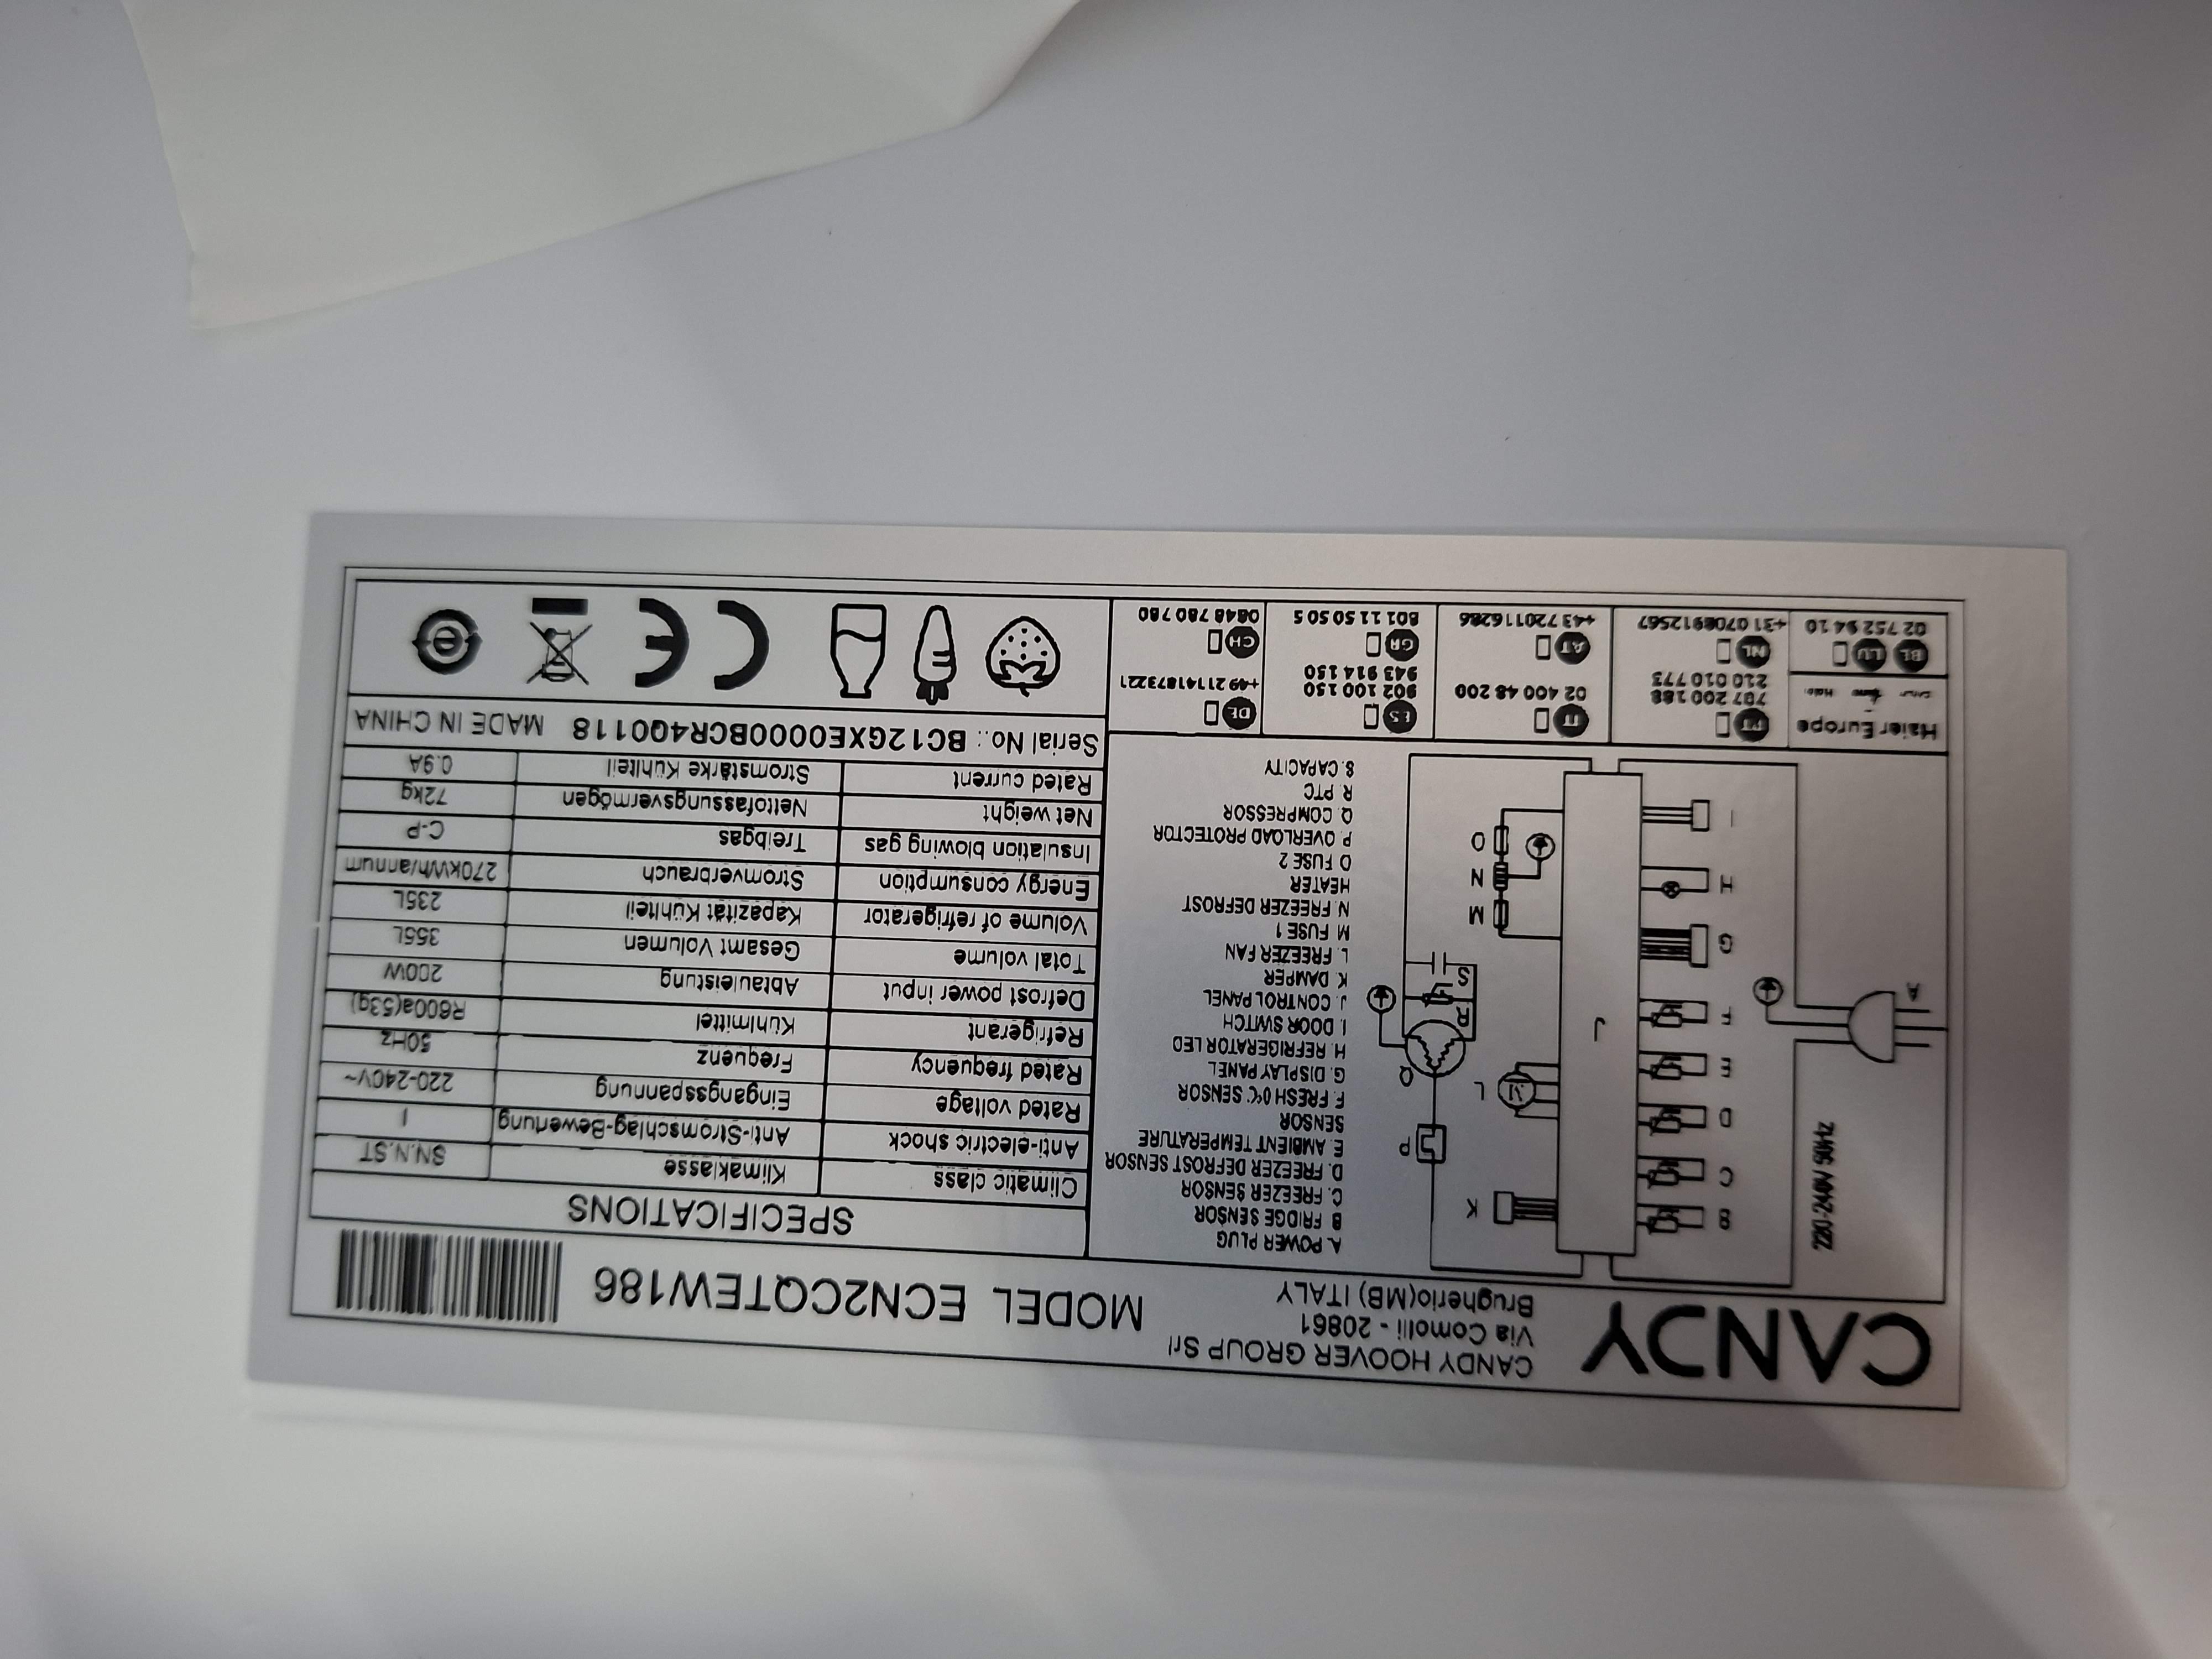 CANDY
CANDY HOOVER GROUP Srl
Via Comolli - 20861
Brugherio(MB) ITALY
MODEL ECN2CQTEW186
220-240V 50Hz
A
B
C
D
E
F
G
H
I
J
K
L
M
N
O
P
Q
R
S
A. POWER PLUG
B FRIDGE SENSOR
C. FREEZER SENSOR
D. FREEZER DEFROST SENSOR
E. AMBIENT TEMPERATURE
SENSOR
F. FRESH 0°C SENSOR
G. DISPLAY PANEL
H. REFRIGERATOR LED
I. DOOR SWITCH
J. CONTROL PANEL
K DAMPER
L. FREEZER FAN
M FUSE 1
N. FREEZER DEFROST
HEATER
O FUSE 2
P. OVERLOAD PROTECTOR
Q. COMPRESSOR
R. PTC
S. CAPACITY
SPECIFICATIONS
Climatic class Klimaklasse SN.N.ST
Anti-electric shock Anti-Stromschlag-Bewertung I
Rated voltage Eingangsspannung 220-240V~
Rated frequency Frequenz 50Hz
Refrigerant Kühlmittel R600a(53g)
Defrost power input Abtauleistung 200W
Total volume Gesamt Volumen 355L
Volume of refrigerator Kapazität Kühlteil 235L
Energy consumption Stromverbrauch 270kWh/annum
Insulation blowing gas Treibgas C-P
Net weight Nettofassungsvermögen 72kg
Rated current Stromstärke Kühlteil 0.9A
Serial No.: BC12GXE0000BCR4Q0118 MADE IN CHINA
Haier Europe
BL LU
02 752 94 10
PT
707 200 188
210 010 773
NL
+31 0706912567
IT
02 400 48 200
AT
+43 720116286
ES
902 100 150
943 914 150
GR
801 11 50 50 5
DE
+49 21141873221
CH
0848 780 780
CE